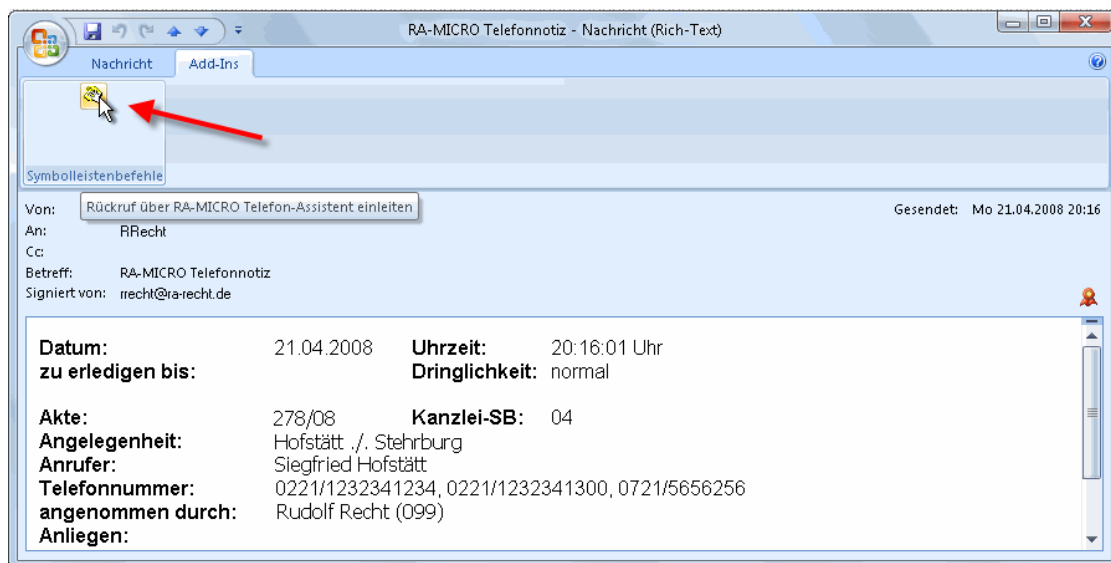 RA-MICRO Telefonnotiz - Nachricht (Rich-Text)
Nachricht Add-Ins
Symbolleistenbefehle
Rückruf über RA-MICRO Telefon-Assistent einleiten
Von: Gesendet: Mo 21.04.2008 20:16
An: RRecht
Cc:
Betreff: RA-MICRO Telefonnotiz
Signiert von: rrecht@ra-recht.de
Datum: 21.04.2008 Uhrzeit: 20:16:01 Uhr
zu erledigen bis: Dringlichkeit: normal
Akte: 278/08 Kanzlei-SB: 04
Angelegenheit: Hofstätt ./. Stehrburg
Anrufer: Siegfried Hofstätt
Telefonnummer: 0221/1232341234, 0221/1232341300, 0721/5656256
angenommen durch: Rudolf Recht (099)
Anliegen: